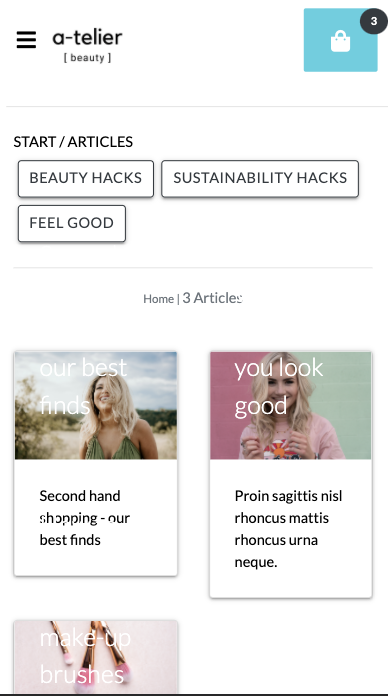 3
a-telier
[ beauty ]
START / ARTICLES
BEAUTY HACKS
SUSTAINABILITY HACKS
FEEL GOOD
Home | 3 Articles
our best
finds
you look
good
Second hand
shopping - our
best finds
Proin sagittis nisl
rhoncus mattis
rhoncus urna
neque.
make-up
brushes